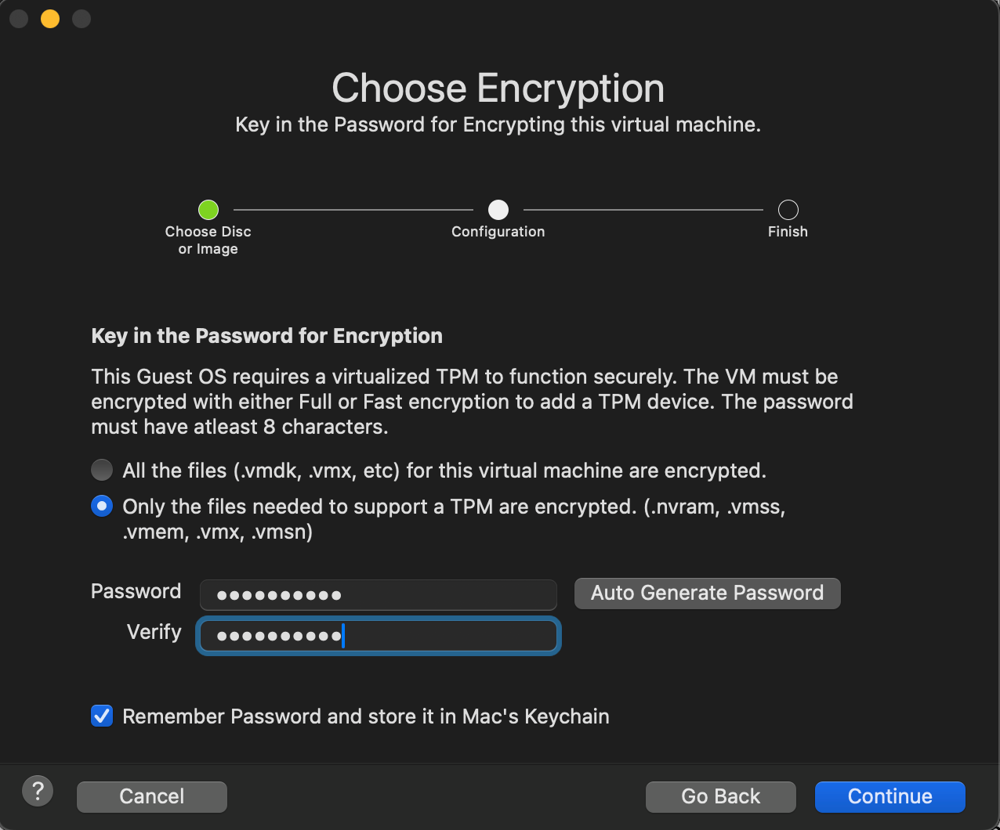 Choose Encryption
Key in the Password for Encrypting this virtual machine.
Choose Disc
or Image
Configuration
Finish
Key in the Password for Encryption
This Guest OS requires a virtualized TPM to function securely. The VM must be
encrypted with either Full or Fast encryption to add a TPM device. The password
must have atleast 8 characters.
All the files (.vmdk, .vmx, etc) for this virtual machine are encrypted.
Only the files needed to support a TPM are encrypted. (.nvram, .vmss,
.vmem, .vmx, .vmsn)
Password ●●●●●●●●●● Auto Generate Password
Verify ●●●●●●●●●●
Remember Password and store it in Mac's Keychain
? Cancel Go Back Continue